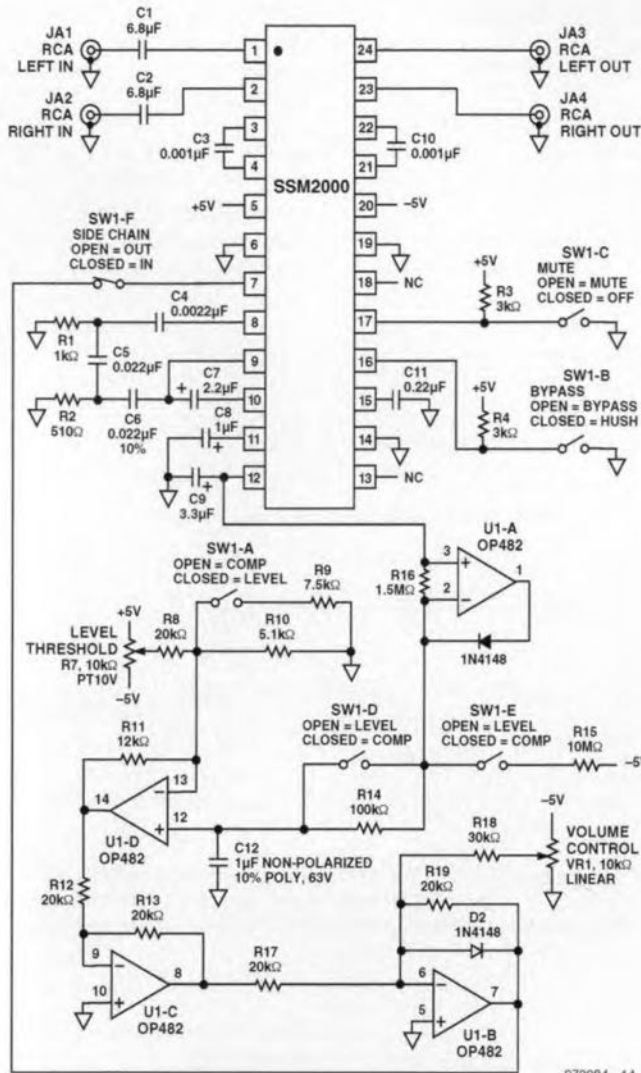 JA1
RCA
LEFT IN
C1
6.8µF
JA2
RCA
RIGHT IN
C2
6.8µF
C3
0.001µF
+5V
SW1-F
SIDE CHAIN
OPEN = OUT
CLOSED = IN
C4
0.0022µF
R1
1kΩ
C5
0.022µF
R2
510Ω
C6
0.022µF
10%
C7
2.2µF
C8
1µF
C9
3.3µF
1
2
3
4
5
6
7
8
9
10
11
12
SSM2000
24
23
22
21
20
19
18
17
16
15
14
13
JA3
RCA
LEFT OUT
JA4
RCA
RIGHT OUT
C10
0.001µF
–5V
NC
SW1-C
MUTE
OPEN = MUTE
CLOSED = OFF
+5V
R3
3kΩ
SW1-B
BYPASS
OPEN = BYPASS
CLOSED = HUSH
+5V
R4
3kΩ
C11
0.22µF
NC
U1-A
OP482
3
+
2
–
1
R16
1.5MΩ
1N4148
SW1-A
OPEN = COMP
CLOSED = LEVEL
R9
7.5kΩ
R10
5.1kΩ
+5V
LEVEL
THRESHOLD
R7, 10kΩ
PT10V
–5V
R8
20kΩ
R11
12kΩ
SW1-D
OPEN = LEVEL
CLOSED = COMP
SW1-E
OPEN = LEVEL
CLOSED = COMP
R15
10MΩ
–5V
14
13
–
12
+
U1-D
OP482
R14
100kΩ
C12
1µF NON-POLARIZED
10% POLY, 63V
R18
30kΩ
–5V
VOLUME
CONTROL
VR1, 10kΩ
LINEAR
R19
20kΩ
D2
1N4148
R12
20kΩ
R13
20kΩ
9
–
10
+
8
U1-C
OP482
R17
20kΩ
6
–
5
+
7
U1-B
OP482